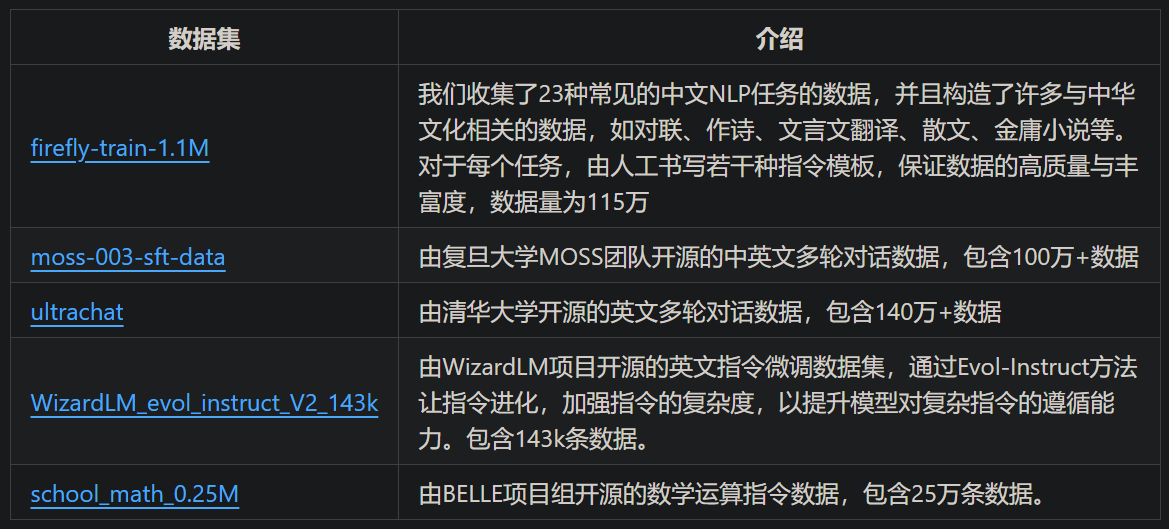 数据集
介绍
firefly-train-1.1M
我们收集了23种常见的中文NLP任务的数据，并且构造了许多与中华
文化相关的数据，如对联、作诗、文言文翻译、散文、金庸小说等。
对于每个任务，由人工书写若干种指令模板，保证数据的高质量与丰
富度，数据量为115万
moss-003-sft-data
由复旦大学MOSS团队开源的中英文多轮对话数据，包含100万+数据
ultrachat
由清华大学开源的英文多轮对话数据，包含140万+数据
WizardLM_evol_instruct_V2_143k
由WizardLM项目开源的英文指令微调数据集，通过Evol-Instruct方法
让指令进化，加强指令的复杂度，以提升模型对复杂指令的遵循能
力。包含143k条数据。
school_math_0.25M
由BELLE项目组开源的数学运算指令数据，包含25万条数据。